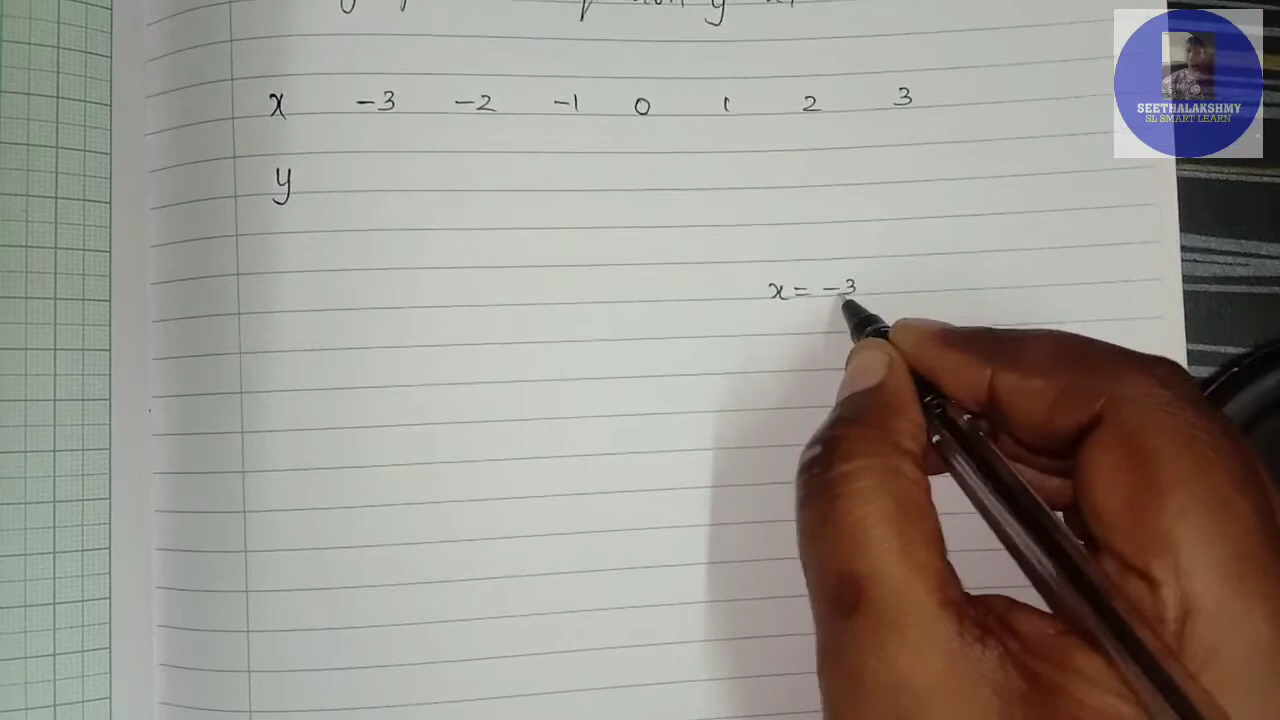 x -3 -2 -1 0 1 2 3
y
x = -3
SEETHALAKSHMY
SL SMART LEARN